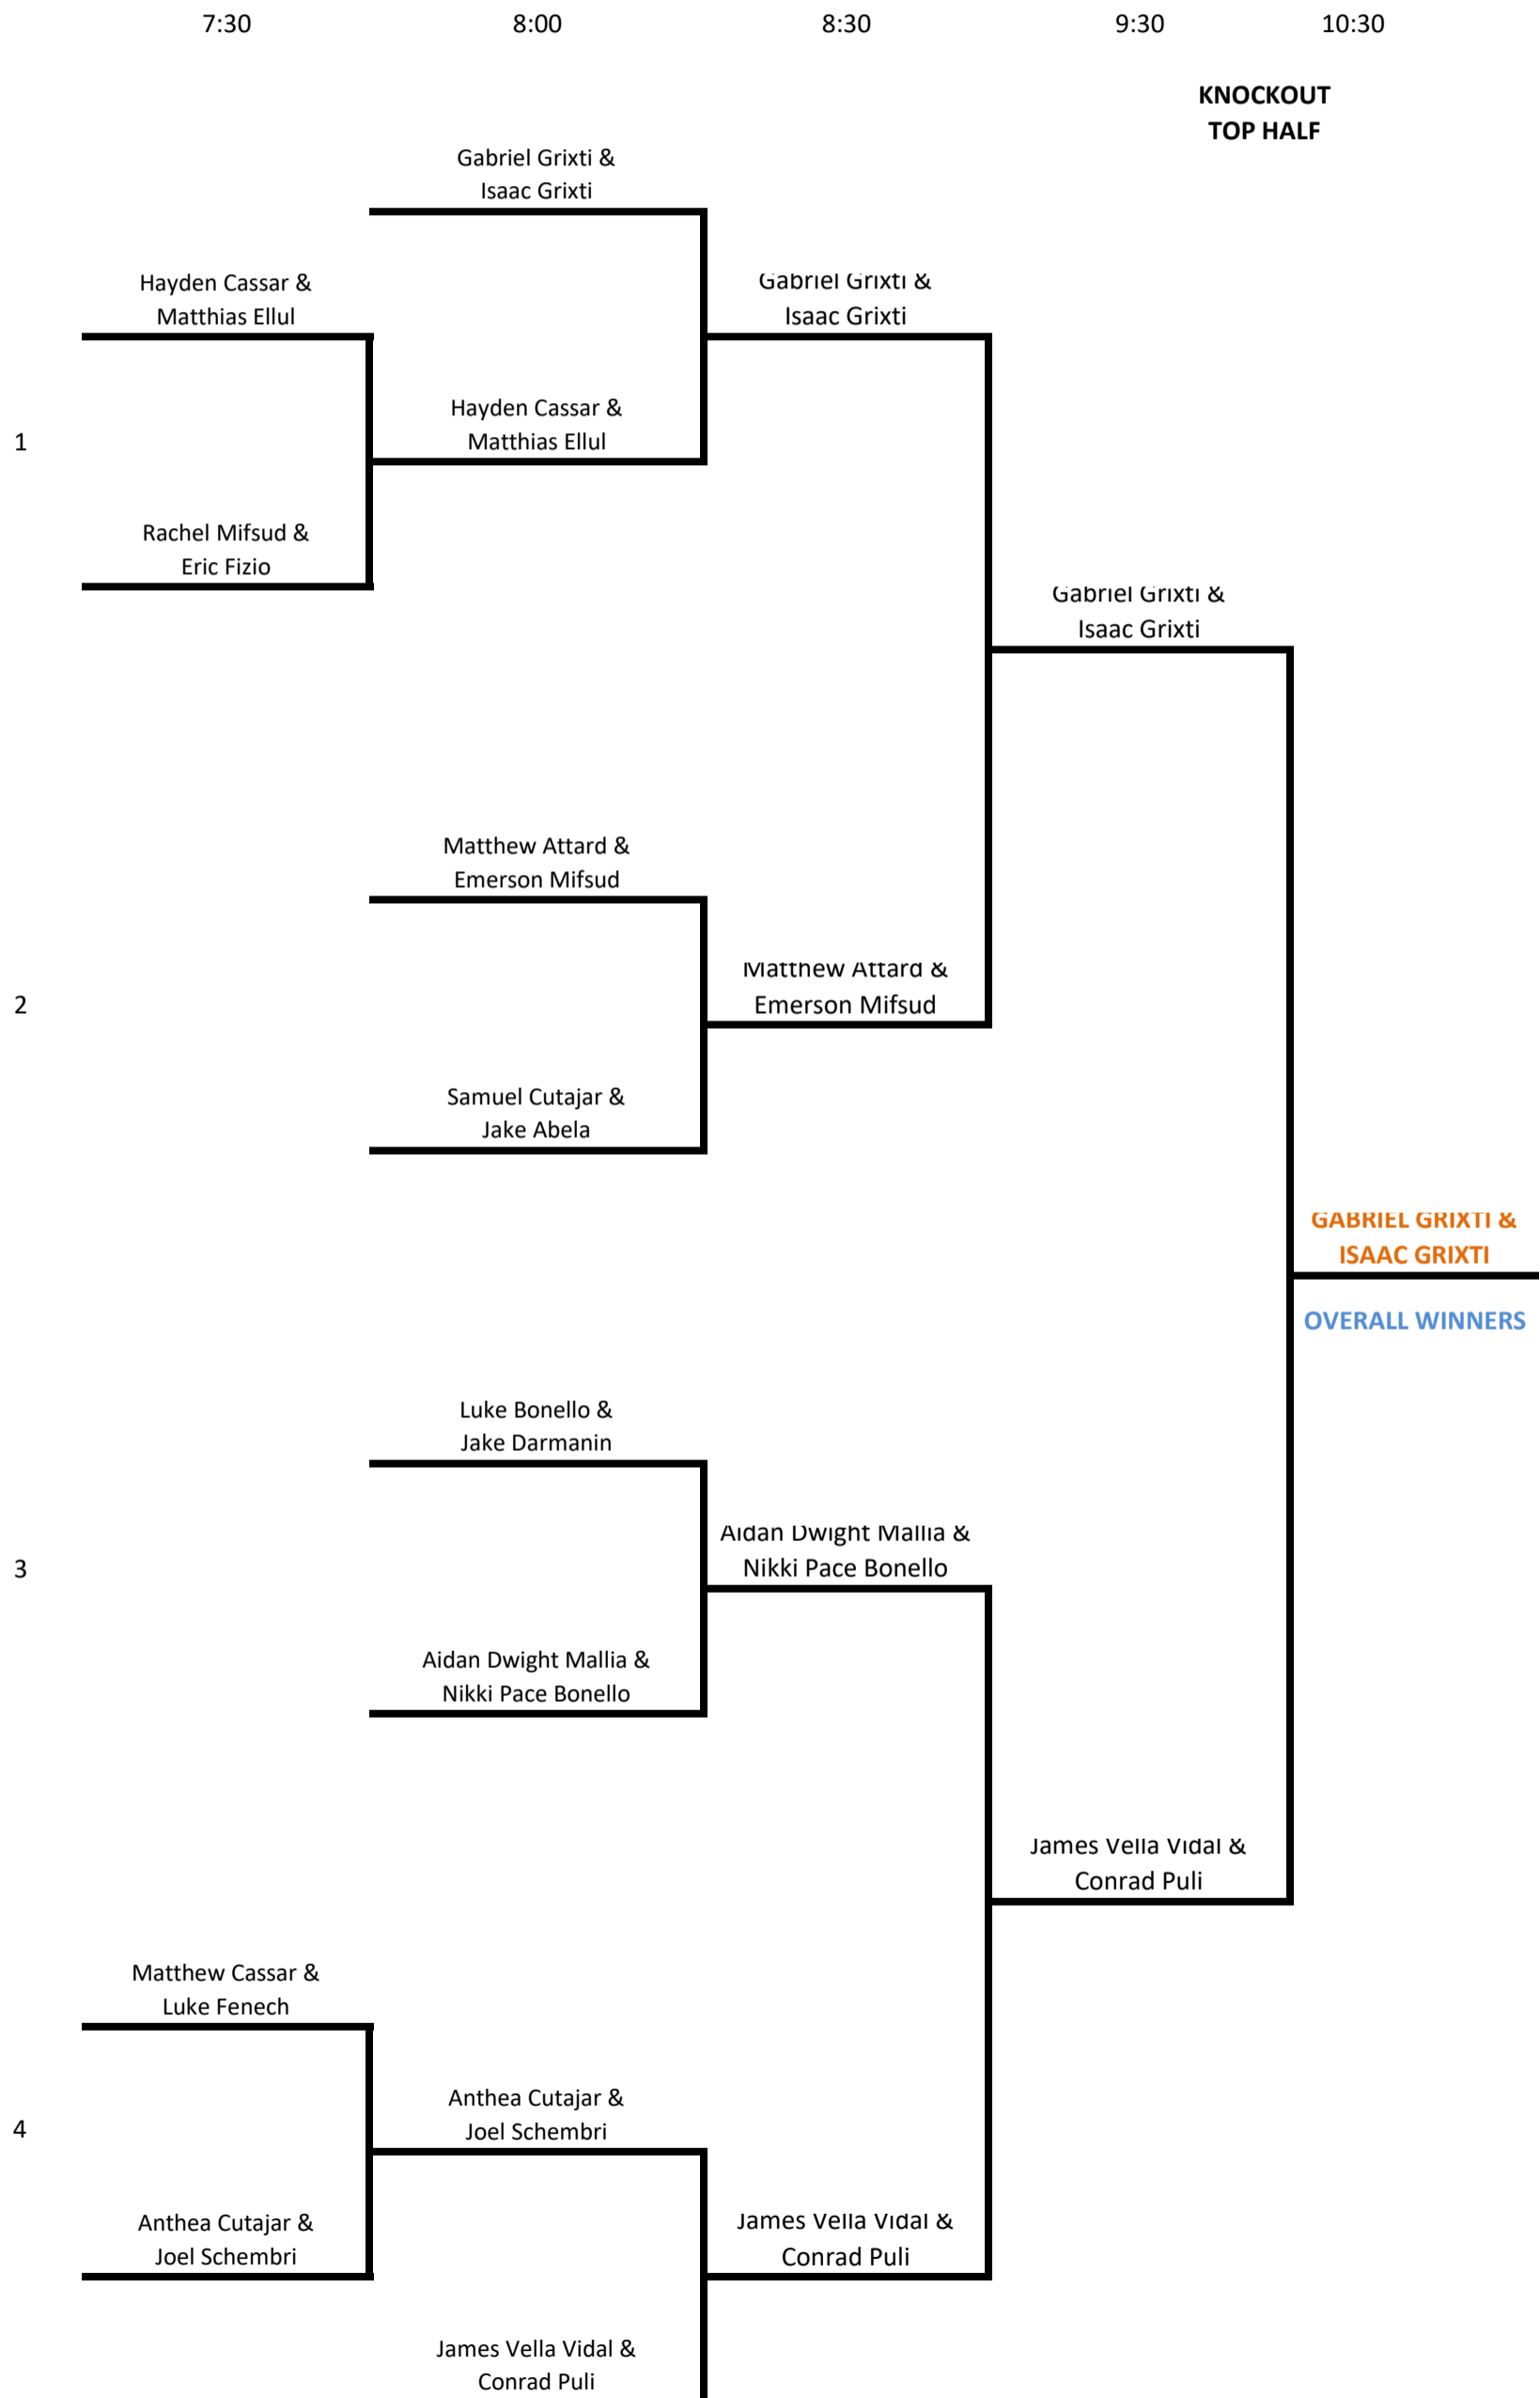 7:30 8:00 8:30 9:30 10:30
KNOCKOUT
TOP HALF
Gabriel Grixti &
Isaac Grixti
Hayden Cassar &
Matthias Ellul
Gabriel Grixti &
Isaac Grixti
Hayden Cassar &
Matthias Ellul
1
Rachel Mifsud &
Eric Fizio
Gabriel Grixti &
Isaac Grixti
Matthew Attard &
Emerson Mifsud
Matthew Attard &
Emerson Mifsud
2
Samuel Cutajar &
Jake Abela
GABRIEL GRIXTI &
ISAAC GRIXTI
OVERALL WINNERS
Luke Bonello &
Jake Darmanin
Aidan Dwight Mallia &
Nikki Pace Bonello
3
Aidan Dwight Mallia &
Nikki Pace Bonello
James Vella Vidal &
Conrad Puli
Matthew Cassar &
Luke Fenech
Anthea Cutajar &
Joel Schembri
4
Anthea Cutajar &
Joel Schembri
James Vella Vidal &
Conrad Puli
James Vella Vidal &
Conrad Puli